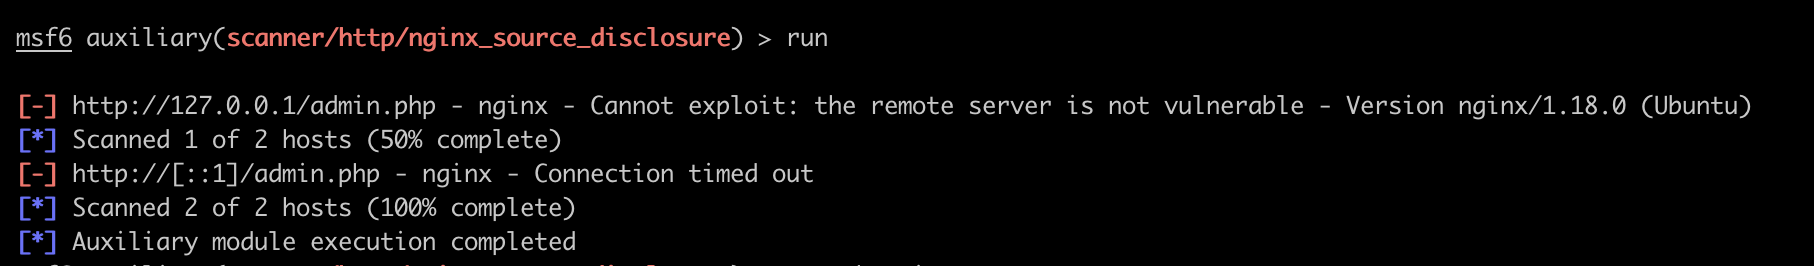 msf6 auxiliary(scanner/http/nginx_source_disclosure) > run
[-] http://127.0.0.1/admin.php - nginx - Cannot exploit: the remote server is not vulnerable - Version nginx/1.18.0 (Ubuntu)
[*] Scanned 1 of 2 hosts (50% complete)
[-] http://[::1]/admin.php - nginx - Connection timed out
[*] Scanned 2 of 2 hosts (100% complete)
[*] Auxiliary module execution completed